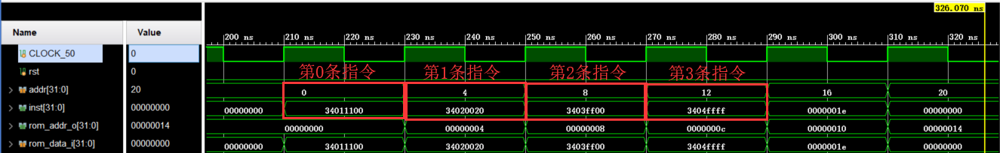 326.070 ns
Name Value
200 ns 210 ns 220 ns 230 ns 240 ns 250 ns 260 ns 270 ns 280 ns 290 ns 300 ns 310 ns 320 ns
CLOCK_50 0
rst 0
第0条指令 第1条指令 第2条指令 第3条指令
addr[31:0] 20 0 4 8 12 16 20
inst[31:0] 00000000 00000000 34011100 34020020 3403ff00 3404ffff 0000001e 00000000
rom_addr_o[31:0] 00000014 00000000 00000004 00000008 0000000c 00000010 00000014
rom_data_i[31:0] 00000000 00000000 34011100 34020020 3403ff00 3404ffff 0000001e 00000000